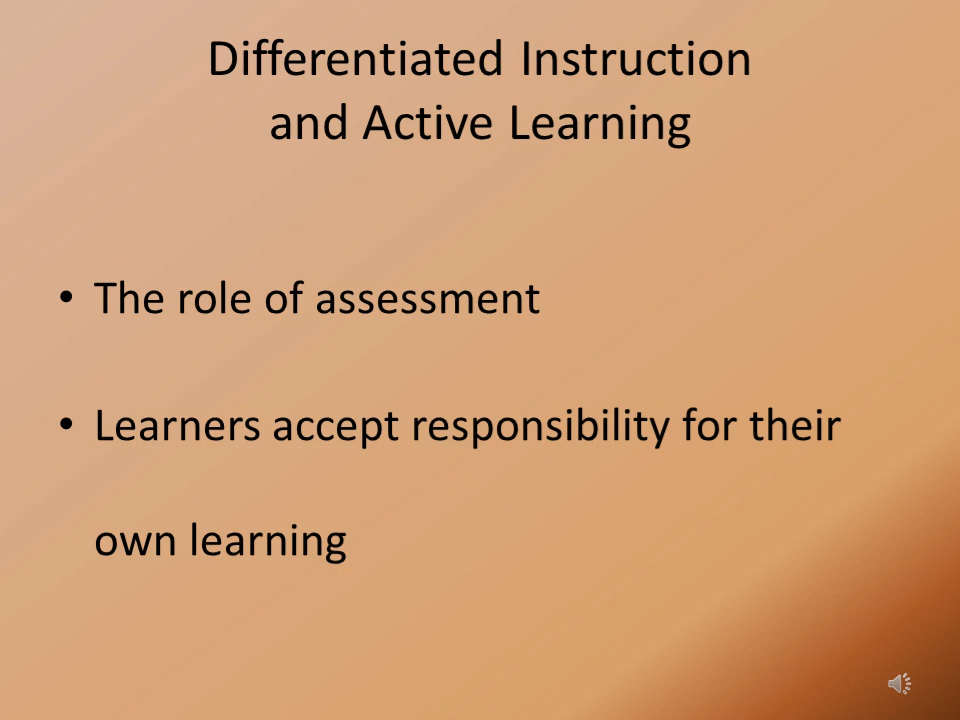 Differentiated Instruction
and Active Learning
• The role of assessment
• Learners accept responsibility for their
own learning